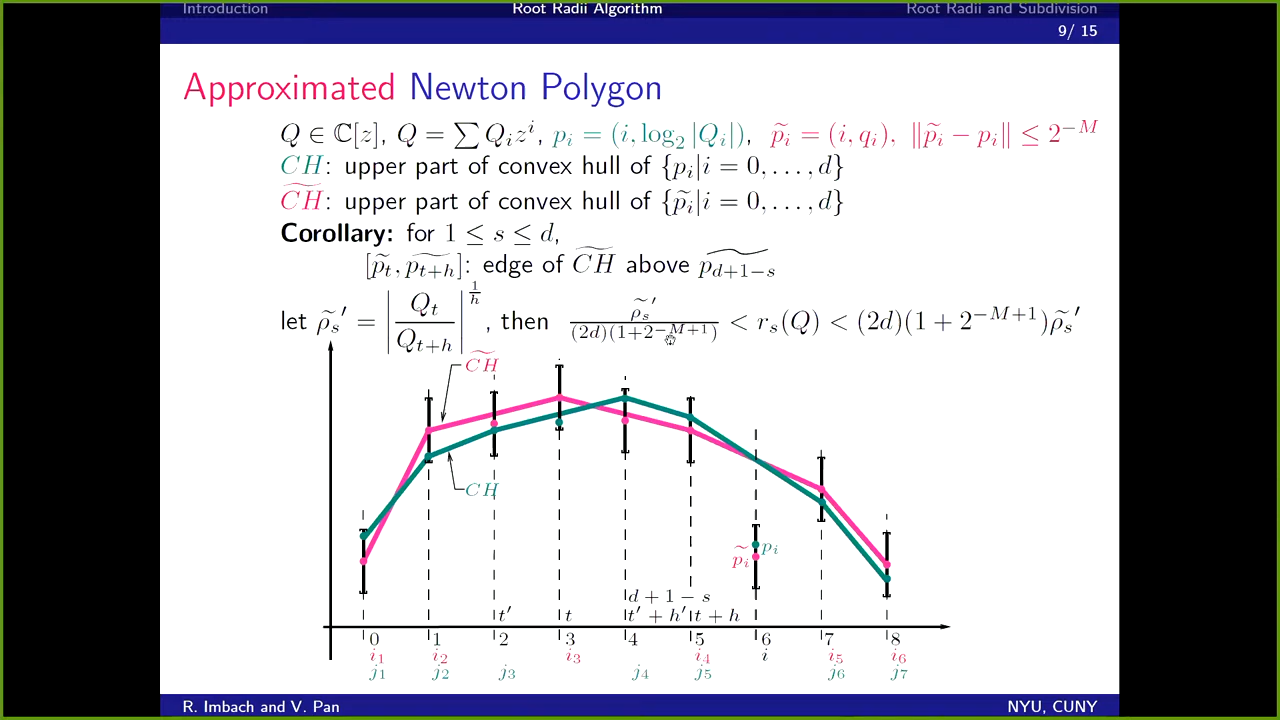 Introduction Root Radii Algorithm Root Radii and Subdivision
9/ 15
Approximated Newton Polygon
Q ∈ ℂ[z], Q = ∑ Q_i z^i, p_i = (i, log_2 |Q_i|), p̃_i = (i, q_i), ‖p̃_i − p_i‖ ≤ 2^{−M}
CH: upper part of convex hull of {p_i|i = 0, . . . , d}
C͠H: upper part of convex hull of {p̃_i|i = 0, . . . , d}
Corollary: for 1 ≤ s ≤ d,
[p̃_t, p̃_{t+h}]: edge of C͠H above p̃_{d+1−s}
let ρ̃_s′ = |Q_t / Q_{t+h}|^{1/h}, then ρ̃_s′ / (2d)(1+2^{−M+1}) < r_s(Q) < (2d)(1 + 2^{−M+1})ρ̃_s′
C͠H
CH
p̃_i p_i
d + 1 − s
t′ t t′ + h′ t + h
0 1 2 3 4 5 6 7 8
i_1 i_2 i_3 i_4 i i_5 i_6
j_1 j_2 j_3 j_4 j_5 j_6 j_7
R. Imbach and V. Pan NYU, CUNY